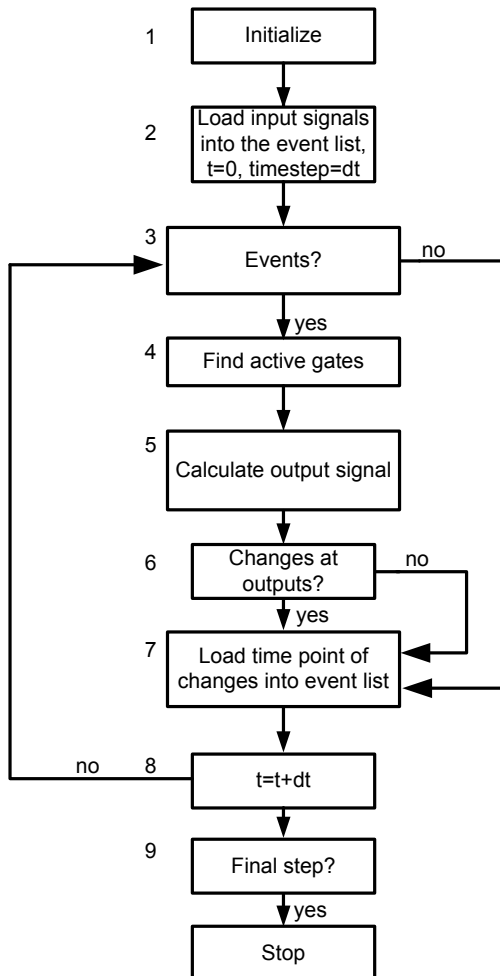 1
Initialize
2
Load input signals
into the event list,
t=0, timestep=dt
3
Events?
no
yes
4
Find active gates
5
Calculate output signal
6
Changes at
outputs?
no
yes
7
Load time point of
changes into event list
no
8
t=t+dt
9
Final step?
yes
Stop